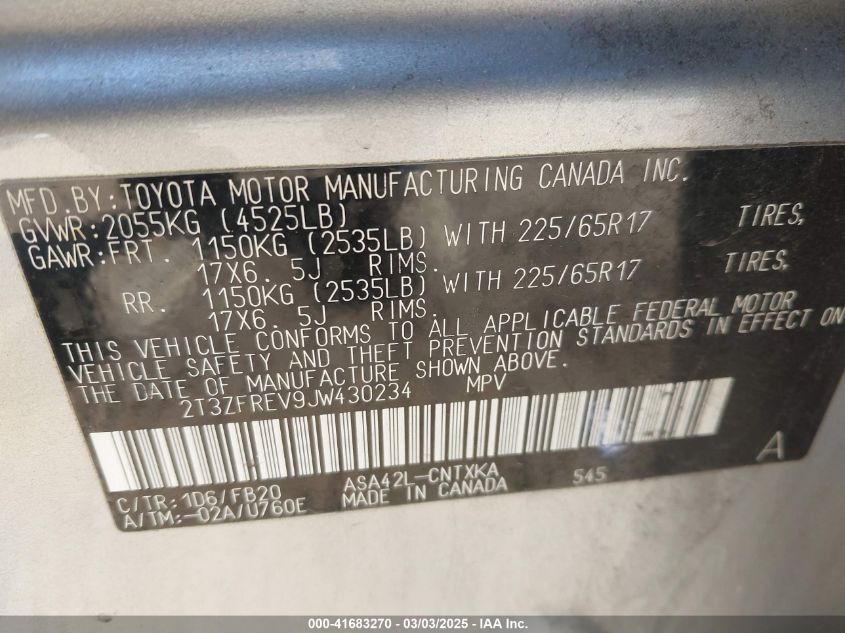 MFD.BY:TOYOTA MOTOR MANUFACTURING CANADA INC.
GVWR:2055KG (4525LB)
GAWR:FRT. 1150KG (2535LB) WITH 225/65R17 TIRES,
17X6. 5J RIMS.
RR. 1150KG (2535LB) WITH 225/65R17 TIRES,
17X6. 5J RIMS.
THIS VEHICLE CONFORMS TO ALL APPLICABLE FEDERAL MOTOR
VEHICLE SAFETY AND THEFT PREVENTION STANDARDS IN EFFECT ON
THE DATE OF MANUFACTURE SHOWN ABOVE.
2T3ZFREV9JW430234 MPV
A
C/TR:1D6/FB20 ASA42L-CNTXKA 545
A/TM:-02A/U760E MADE IN CANADA
000-41683270 - 03/03/2025 - IAA Inc.